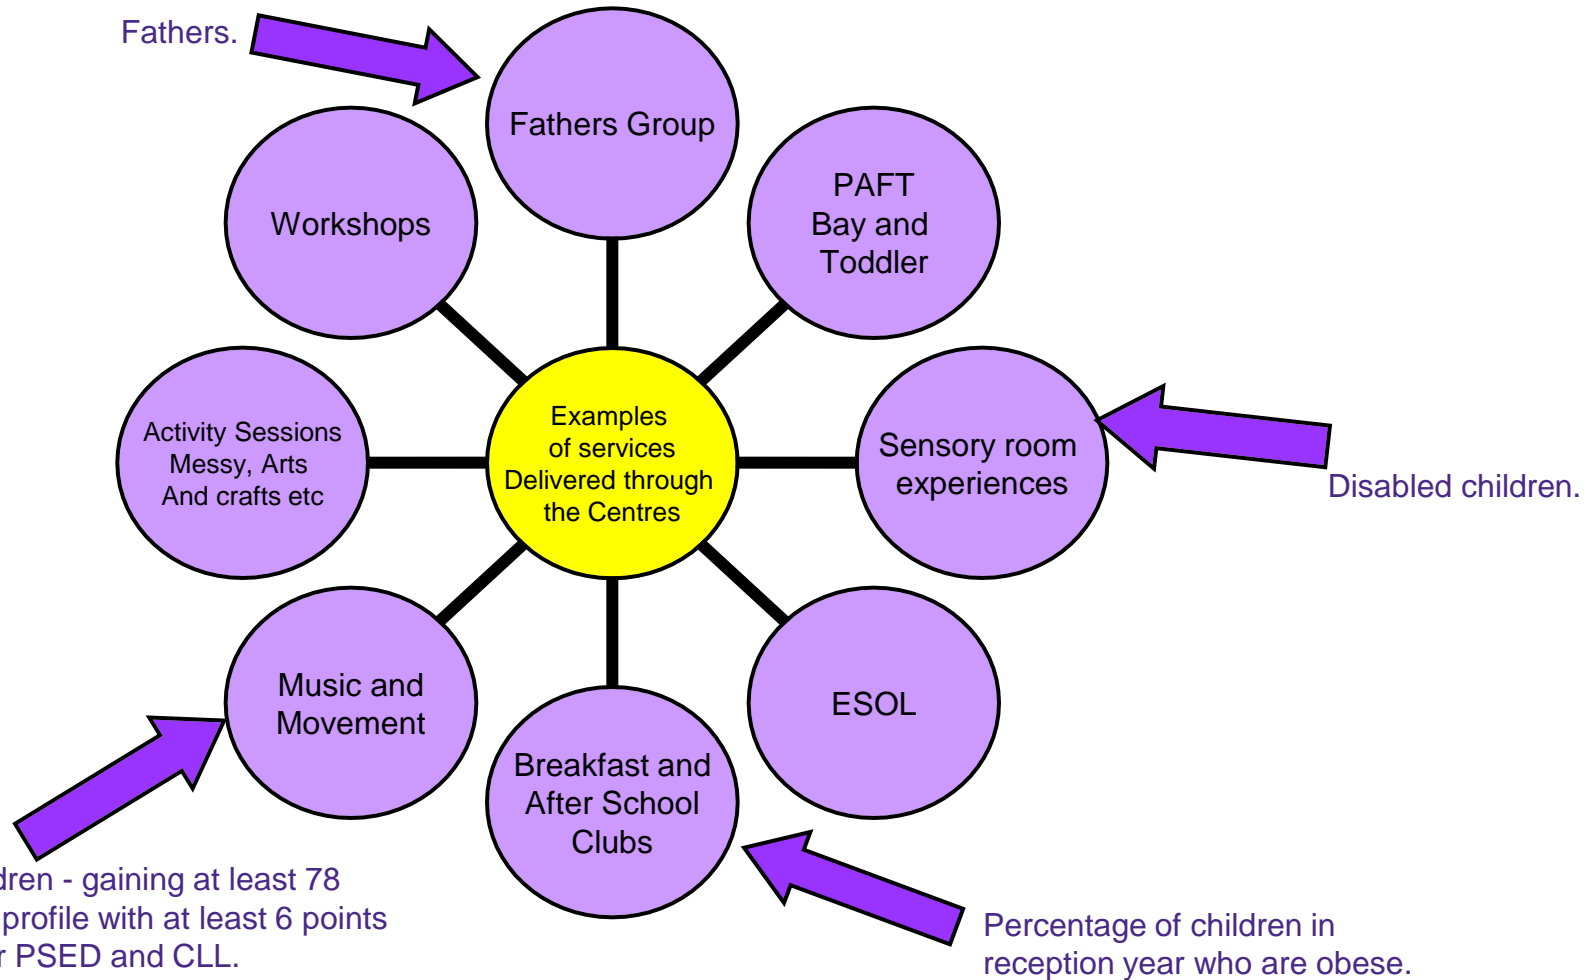 Fathers.
Fathers Group
PAFT
Bay and
Toddler
Workshops
Activity Sessions
Messy, Arts
And crafts etc
Examples
of services
Delivered through
the Centres
Sensory room
experiences
Disabled children.
Music and
Movement
ESOL
Breakfast and
After School
Clubs
dren - gaining at least 78
profile with at least 6 points
r PSED and CLL.
Percentage of children in
reception year who are obese.